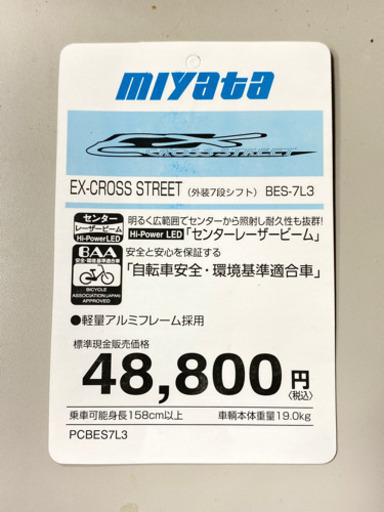 miyata
EX
CROSS STREET
EX-CROSS STREET (外装7段シフト) BES-7L3
センター
レーザービーム
Hi-PowerLED
明るく広範囲でセンターから照射し耐久性も抜群!
Hi-Power LED「センターレーザービーム」
BAA
安全・環境基準適合車
BICYCLE
ASSOCIATION(JAPAN)
APPROVED
安全と安心を保証する
「自転車安全・環境基準適合車」
●軽量アルミフレーム採用
標準現金販売価格
48,800円
〈税込〉
乗車可能身長158cm以上 車輌本体重量19.0kg
PCBES7L3